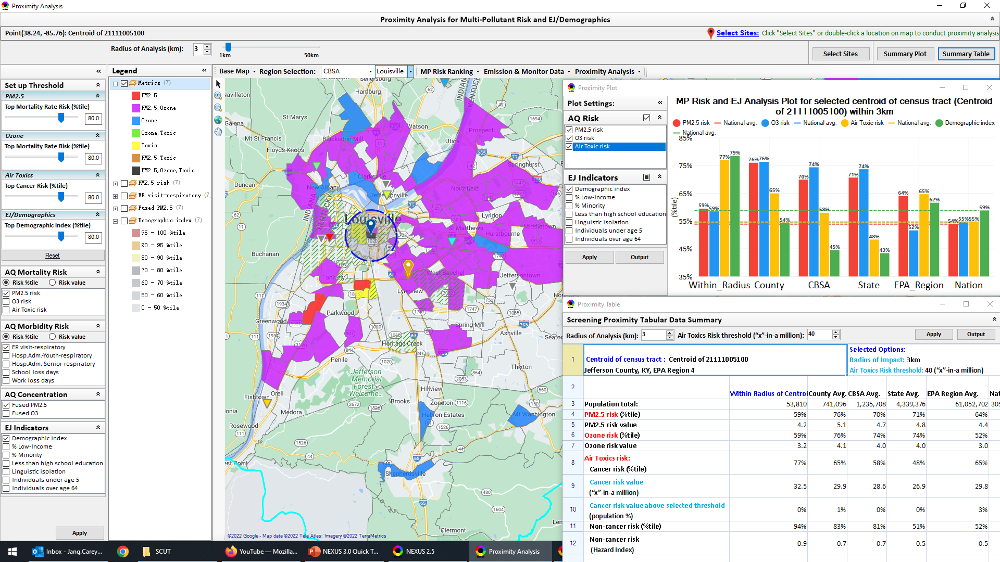 Proximity Analysis
Proximity Analysis for Multi-Pollutant Risk and EJ/Demographics
Point(38.24, -85.76): Centroid of 21111005100
Select Sites: Click "Select Sites" or double-click a location on map to conduct proximity analysis
Radius of Analysis (km): 3
1km 50km
Select Sites Summary Plot Summary Table
Set up Threshold
PM2.5
Top Mortality Rate Risk (%tile)
80.0
Ozone
Top Mortality Rate Risk (%tile)
80.0
Air Toxics
Top Cancer Risk (%tile)
80.0
EJ/Demographics
Top Demographic index (%tile)
80.0
Reset
AQ Mortality Risk
Risk %tile Risk value
PM2.5 risk
O3 risk
Air Toxic risk
AQ Morbidity Risk
Risk %tile Risk value
ER visit-respiratory
Hosp.Adm.-Youth-respiratory
Hosp.Adm.-Senior-respiratory
School loss days
Work loss days
AQ Concentration
Fused PM2.5
Fused O3
EJ Indicators
Demographic index
% Low-Income
% Minority
Less than high school education
Linguistic isolation
Individuals under age 5
Individuals over age 64
Apply
Legend
Metrics (7)
PM2.5
PM2.5,Ozone
Ozone
Ozone,Toxic
Toxic
PM2.5,Toxic
PM2.5,Ozone,Toxic
PM2.5 risk (7)
ER visit-respiratory (7
Fused PM2.5 (7)
Demographic index (7)
95 - 100 %tile
90 - 95 %tile
80 - 90 %tile
70 - 80 %tile
60 - 70 %tile
50 - 60 %tile
0 - 50 %tile
Base Map Region Selection: CBSA Louisville MP Risk Ranking Emission & Monitor Data Proximity Analysis
Sellersburg
Hamburg
Navilleton
Galena
St Marys
Watson
Prospect
Mt St Francis
Floyds Knobs
Blackiston Mill
Utica
Duncan
Springhurst
Clarksville
New Albany
Jeffersonville
Northfield
INDIANA
KENTUCKY
INDIANA
KENTUCKY
Louisville
Lyndon
St Matthews
Middletown
Hurstbourne
Buchanan
Shively
West Buechel
Jeffersontown
Lynnview
Parkwood
Greenwood
Spring Mill
Ashville
Heritage Creek
Penile
Jefferson
Memorial
Forest -
Welcome...
Thixton
Orell
Fishtown
Hillview
Brooks
Zoneton
Medora
Hebron Estates
Mt Washington
Rosewood
Shepherdsville
Clermont
©2022 Google - Map data ©2022 Tele Atlas, Imagery ©2022 TerraMetrics
Proximity Plot
Plot Settings:
AQ Risk
PM2.5 risk
O3 risk
Air Toxic risk
EJ Indicators
Demographic index
% Low-Income
% Minority
Less than high school education
Linguistic isolation
Individuals under age 5
Individuals over age 64
Apply Output
MP Risk and EJ Analysis Plot for selected centroid of census tract (Centroid
of 21111005100) within 3km
PM2.5 risk National avg. O3 risk National avg. Air Toxic risk National avg. Demographic index
National avg.
(%tile)
85%
75%
65%
55%
45%
35%
59% 59% 77% 79%
76% 76% 65% 54%
70% 74% 58% 45%
71% 74% 48% 43%
64% 52% 65% 62%
54% 55% 55% 59%
Within_Radius County CBSA State EPA_Region Nation
Proximity Table
Screening Proximity Tabular Data Summary
Radius of Analysis (km): 3 Air Toxics Risk threshold ("x"-in-a million): 40 Apply Output
1 Centroid of census tract : Centroid of 21111005100
Jefferson County, KY, EPA Region 4
Selected Options:
Radius of Impact: 3km
Air Toxics Risk threshold: 40 ("x"-in-a million)
2 Within Radius of Centroi County Avg. CBSA Avg. State Avg. EPA Region Avg. Nat
3 Population total: 53,810 741,096 1,235,708 4,339,376 61,052,702 305
4 PM2.5 risk (%tile) 59% 76% 70% 71% 64%
5 PM2.5 risk value 4.2 5.1 4.7 4.8 4.4
6 Ozone risk (%tile) 59% 76% 74% 74% 52%
7 Ozone risk value 3.2 4.1 4.0 4.0 3.0
8 Air Toxics risk:
Cancer risk (%tile) 77% 65% 58% 48% 65%
9 Cancer risk value
("x"-in-a million) 32.5 29.9 28.6 26.9 29.8
10 Cancer risk value above selected threshold
(population %) 0% 1% 0% 0% 3%
11 Non-cancer risk (%tile) 94% 83% 81% 51% 52%
12 Non-cancer risk
(Hazard Index) 0.9 0.7 0.7 0.5 0.5
Inbox - Jang.Carey... SCUT YouTube — Mozilla... NEXUS 3.0 Quick T... NEXUS 2.5 Proximity Analysis